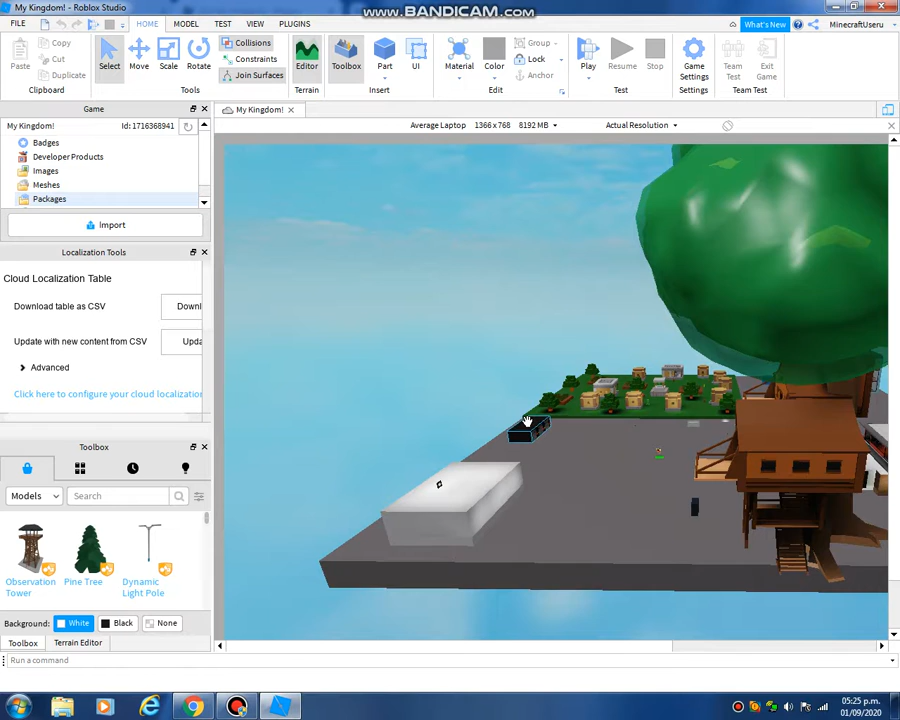 My Kingdom! - Roblox Studio
www.BANDICAM.com
FILE
HOME
MODEL
TEST
VIEW
PLUGINS
What's New
MinecraftUseru
Paste
Copy
Cut
Duplicate
Clipboard
Select
Move
Scale
Rotate
Collisions
Constraints
Join Surfaces
Tools
Editor
Terrain
Toolbox
Part
UI
Insert
Material
Color
Group
Lock
Anchor
Edit
Play
Resume
Stop
Test
Game
Settings
Settings
Team
Test
Exit
Game
Team Test
Game
My Kingdom!
Id: 1716368941
Badges
Developer Products
Images
Meshes
Packages
Import
My Kingdom!
Average Laptop
1366 x 768
8192 MB
Actual Resolution
Localization Tools
Cloud Localization Table
Download table as CSV
Downl
Update with new content from CSV
Upda
Advanced
Click here to configure your cloud localization
Toolbox
Models
Search
Observation
Tower
Pine Tree
Dynamic
Light Pole
Background:
White
Black
None
Toolbox
Terrain Editor
Run a command
05:25 p.m.
01/09/2020